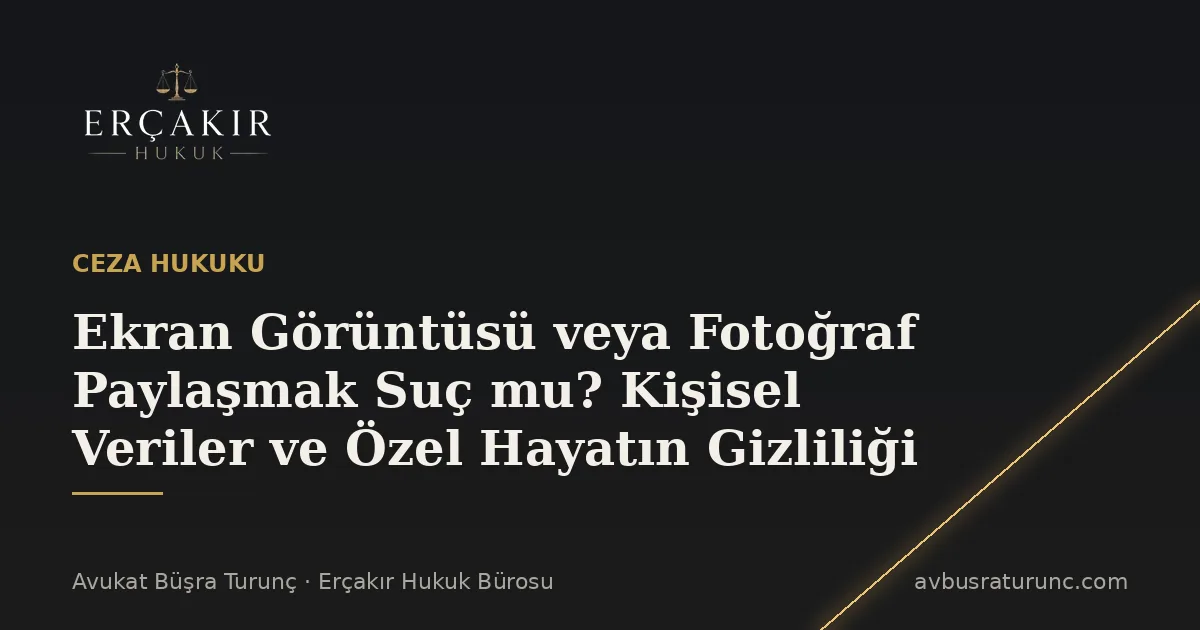 ERÇAKIR
HUKUK
CEZA HUKUKU
Ekran Görüntüsü veya Fotoğraf
Paylaşmak Suç mu? Kişisel
Veriler ve Özel Hayatın Gizliliği
Avukat Büşra Turunç · Erçakır Hukuk Bürosu
avbusraturunc.com